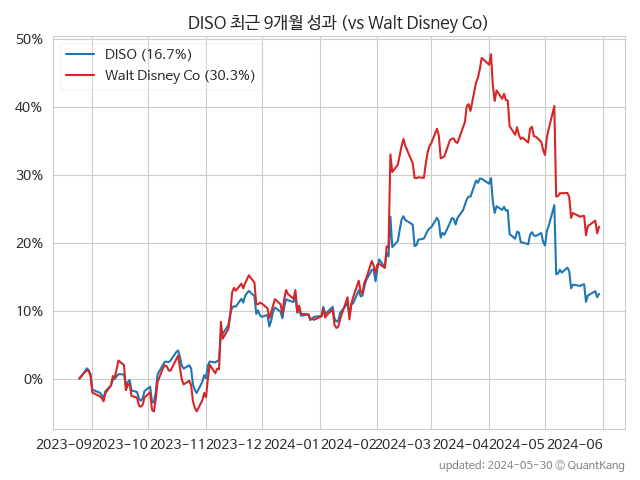 DISO 최근 9개월 성과 (vs Walt Disney Co)
50%
40%
30%
20%
10%
0%
DISO (16.7%)
Walt Disney Co (30.3%)
2023-09 2023-10 2023-11 2023-12 2024-01 2024-02 2024-03 2024-04 2024-05 2024-06
updated: 2024-05-30 © QuantKang